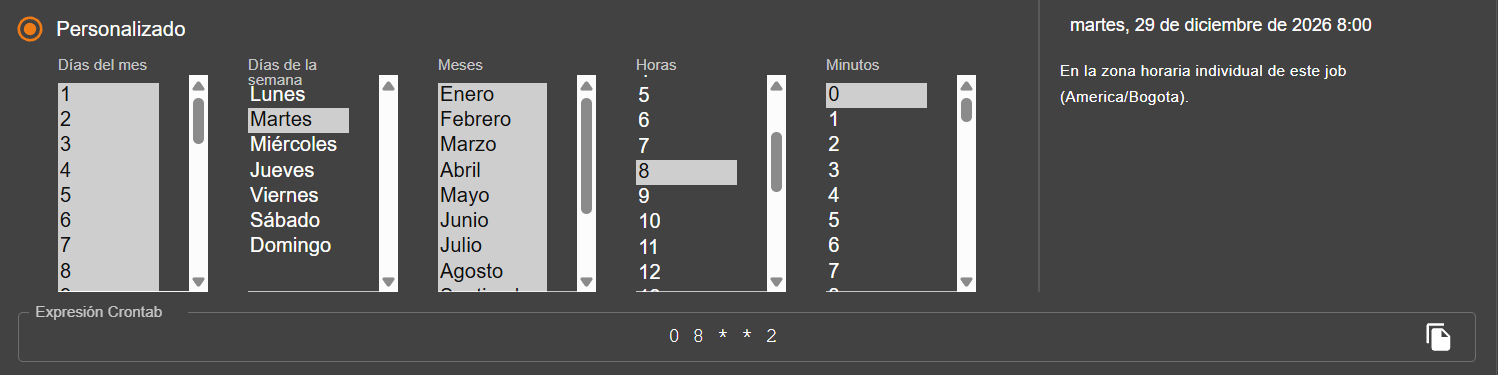 Personalizado
Días del mes
1
2
3
4
5
6
7
8
Días de la
semana
Lunes
Martes
Miércoles
Jueves
Viernes
Sábado
Domingo
Meses
Enero
Febrero
Marzo
Abril
Mayo
Junio
Julio
Agosto
Horas
5
6
7
8
9
10
11
12
Minutos
0
1
2
3
4
5
6
7
martes, 29 de diciembre de 2026 8:00
En la zona horaria individual de este job
(America/Bogota).
Expresión Crontab
0 8 * * 2